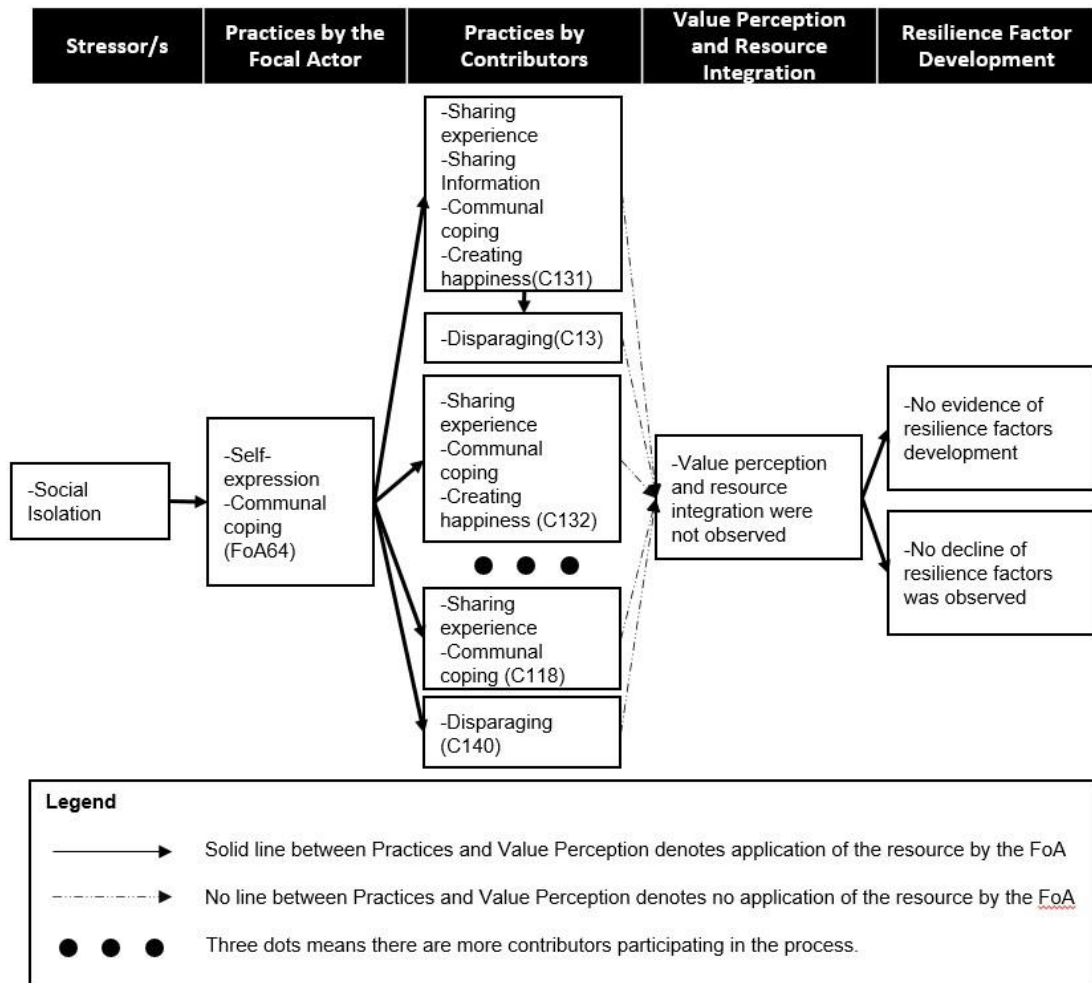 Stressor/s
Practices by the
Focal Actor
Practices by
Contributors
Value Perception
and Resource
Integration
Resilience Factor
Development
-Sharing
experience
-Sharing
Information
-Communal
coping
-Creating
happiness(C131)
-Disparaging(C13)
-Sharing
experience
-Communal
coping
-Creating
happiness (C132)
-Sharing
experience
-Communal
coping (C118)
-Disparaging
(C140)
-Social
Isolation
-Self-
expression
-Communal
coping
(FoA64)
-Value perception
and resource
integration were
not observed
-No evidence of
resilience factors
development
-No decline of
resilience factors
was observed
Legend
Solid line between Practices and Value Perception denotes application of the resource by the FoA
No line between Practices and Value Perception denotes no application of the resource by the FoA
Three dots means there are more contributors participating in the process.